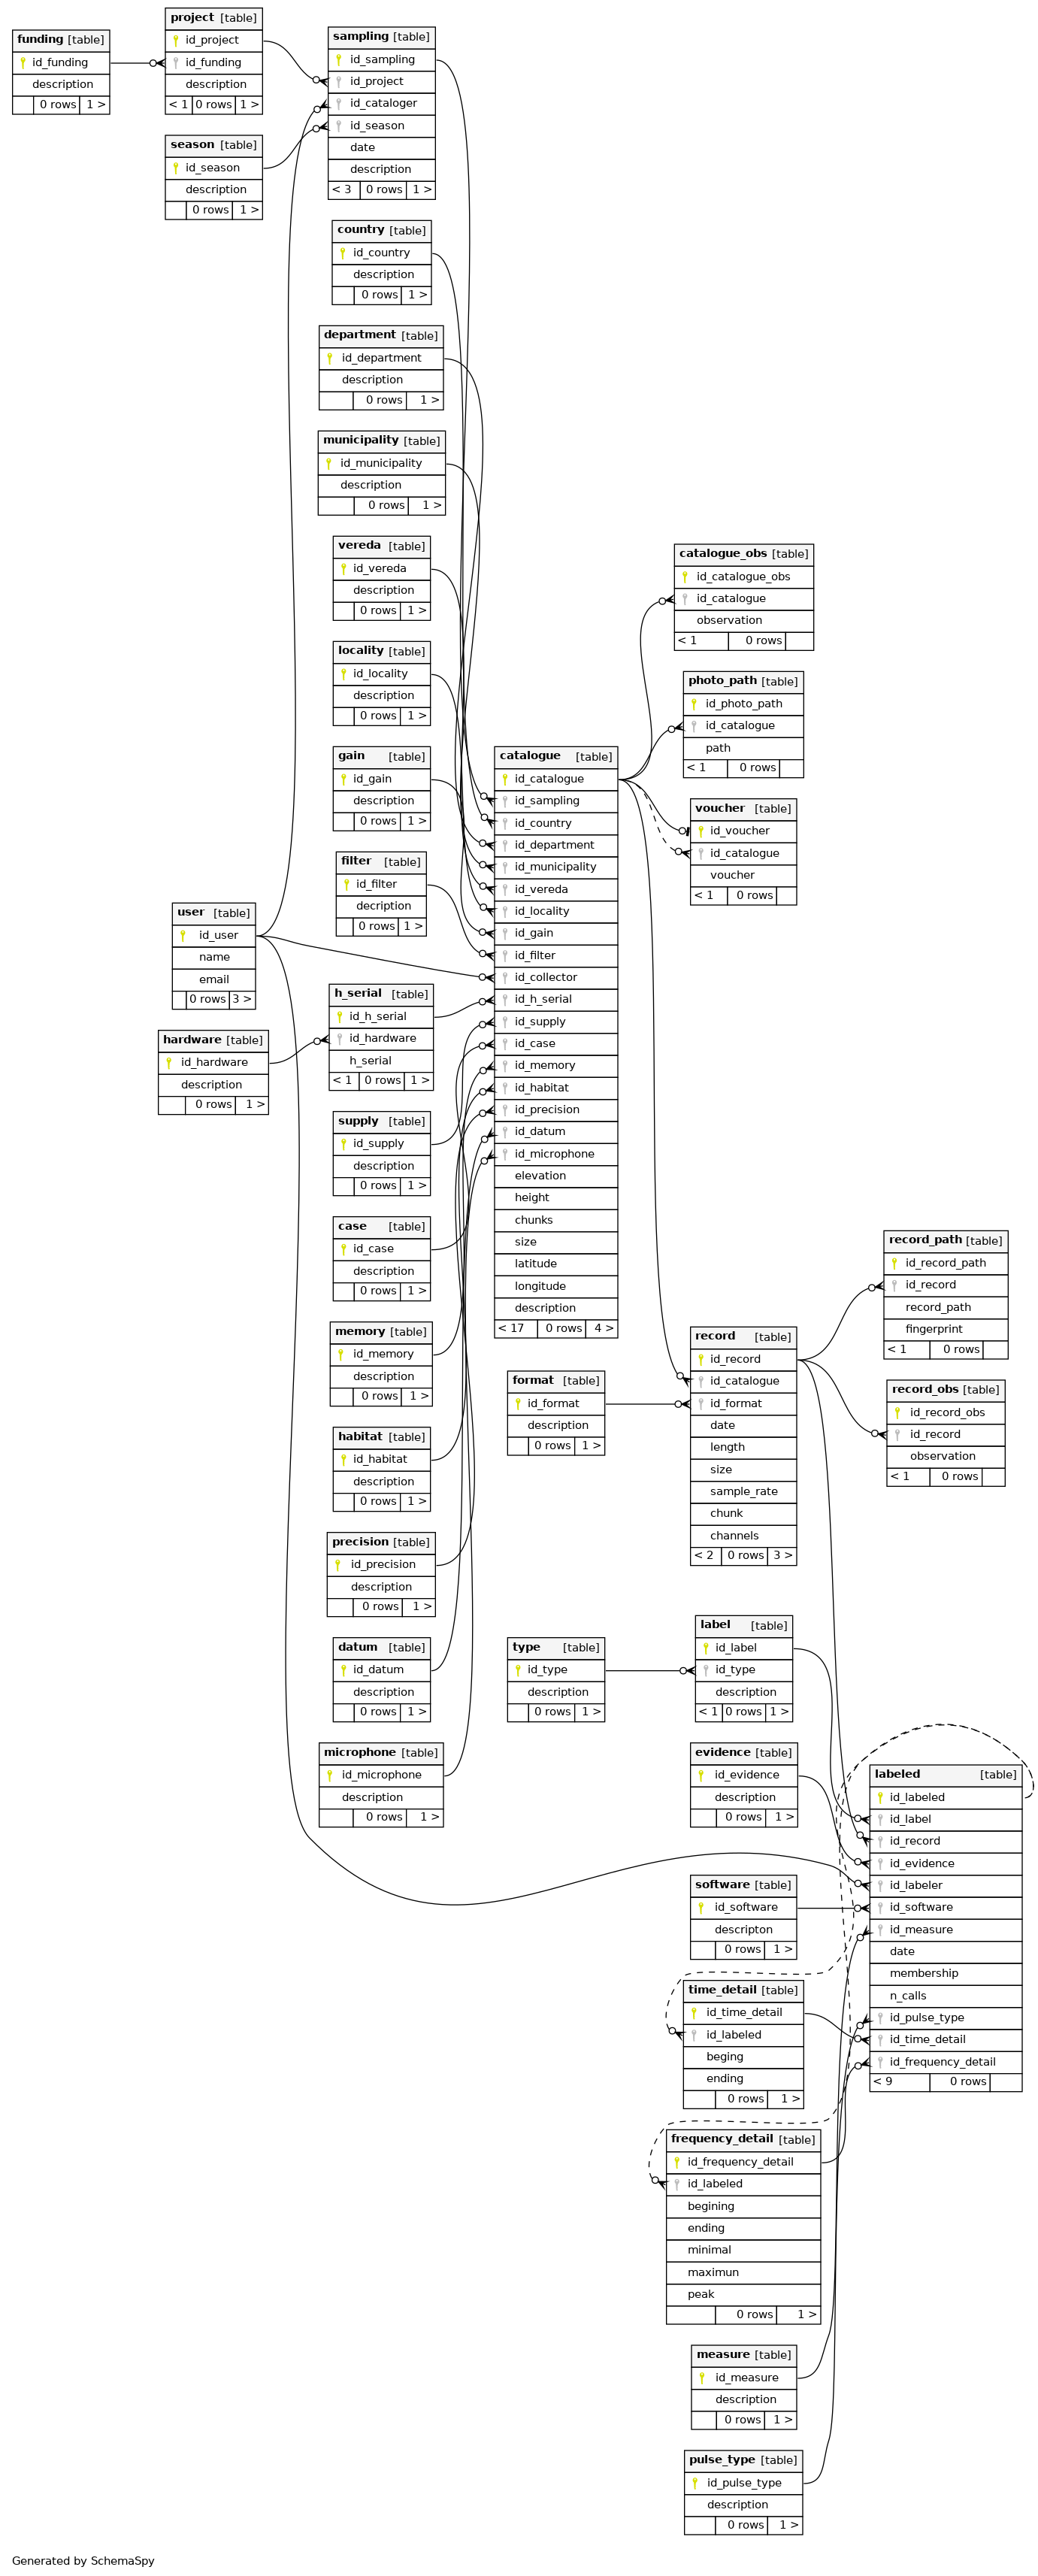 funding [table]
id_funding
description
0 rows 1 >
project [table]
id_project
id_funding
description
< 1 0 rows 1 >
season [table]
id_season
description
0 rows 1 >
sampling [table]
id_sampling
id_project
id_cataloger
id_season
date
description
< 3 0 rows 1 >
country [table]
id_country
description
0 rows 1 >
department [table]
id_department
description
0 rows 1 >
municipality [table]
id_municipality
description
0 rows 1 >
vereda [table]
id_vereda
description
0 rows 1 >
locality [table]
id_locality
description
0 rows 1 >
gain [table]
id_gain
description
0 rows 1 >
filter [table]
id_filter
decription
0 rows 1 >
user [table]
id_user
name
email
0 rows 3 >
hardware [table]
id_hardware
description
0 rows 1 >
h_serial [table]
id_h_serial
id_hardware
h_serial
< 1 0 rows 1 >
supply [table]
id_supply
description
0 rows 1 >
case [table]
id_case
description
0 rows 1 >
memory [table]
id_memory
description
0 rows 1 >
habitat [table]
id_habitat
description
0 rows 1 >
precision [table]
id_precision
description
0 rows 1 >
datum [table]
id_datum
description
0 rows 1 >
microphone [table]
id_microphone
description
0 rows 1 >
catalogue [table]
id_catalogue
id_sampling
id_country
id_department
id_municipality
id_vereda
id_locality
id_gain
id_filter
id_collector
id_h_serial
id_supply
id_case
id_memory
id_habitat
id_precision
id_datum
id_microphone
elevation
height
chunks
size
latitude
longitude
description
< 17 0 rows 4 >
format [table]
id_format
description
0 rows 1 >
type [table]
id_type
description
0 rows 1 >
catalogue_obs [table]
id_catalogue_obs
id_catalogue
observation
< 1 0 rows
photo_path [table]
id_photo_path
id_catalogue
path
< 1 0 rows
voucher [table]
id_voucher
id_catalogue
voucher
< 1 0 rows
record [table]
id_record
id_catalogue
id_format
date
length
size
sample_rate
chunk
channels
< 2 0 rows 3 >
record_path [table]
id_record_path
id_record
record_path
fingerprint
< 1 0 rows
record_obs [table]
id_record_obs
id_record
observation
< 1 0 rows
label [table]
id_label
id_type
description
< 1 0 rows 1 >
evidence [table]
id_evidence
description
0 rows 1 >
software [table]
id_software
descripton
0 rows 1 >
time_detail [table]
id_time_detail
id_labeled
beging
ending
0 rows 1 >
frequency_detail [table]
id_frequency_detail
id_labeled
begining
ending
minimal
maximun
peak
0 rows 1 >
measure [table]
id_measure
description
0 rows 1 >
pulse_type [table]
id_pulse_type
description
0 rows 1 >
labeled [table]
id_labeled
id_label
id_record
id_evidence
id_labeler
id_software
id_measure
date
membership
n_calls
id_pulse_type
id_time_detail
id_frequency_detail
< 9 0 rows
Generated by SchemaSpy